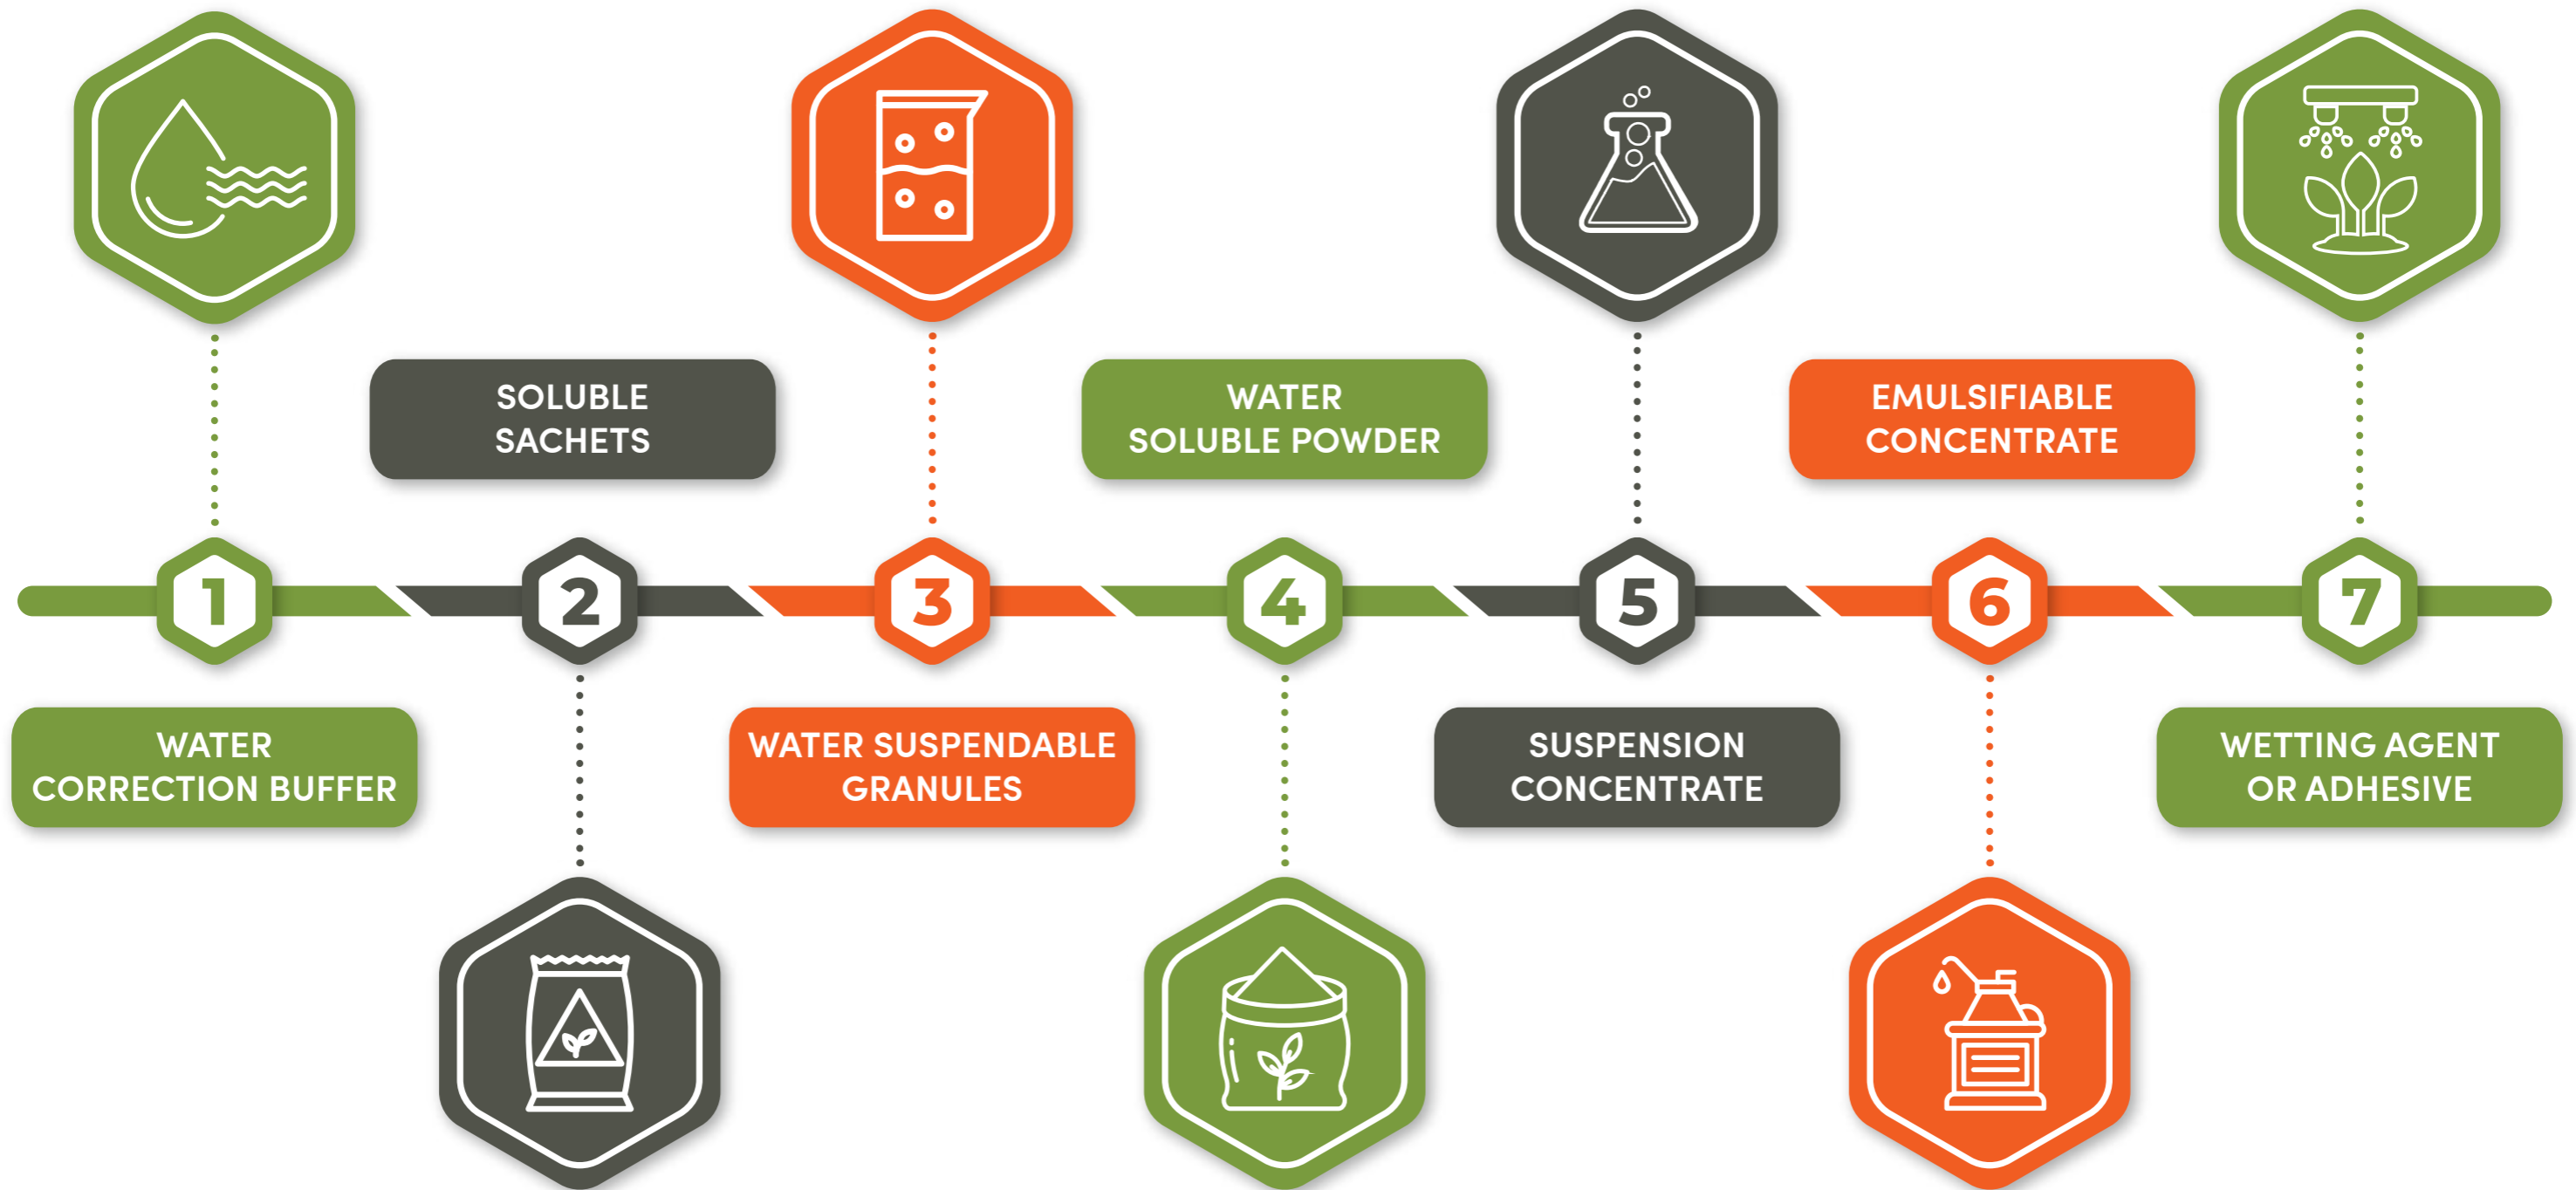 1
WATER
CORRECTION BUFFER
2
SOLUBLE
SACHETS
3
WATER SUSPENDABLE
GRANULES
4
WATER
SOLUBLE POWDER
5
SUSPENSION
CONCENTRATE
6
EMULSIFIABLE
CONCENTRATE
7
WETTING AGENT
OR ADHESIVE